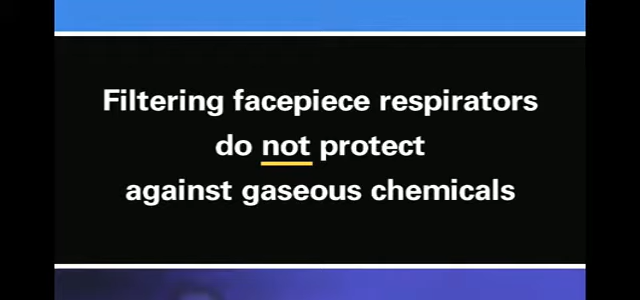 Filtering facepiece respirators
do not protect
against gaseous chemicals